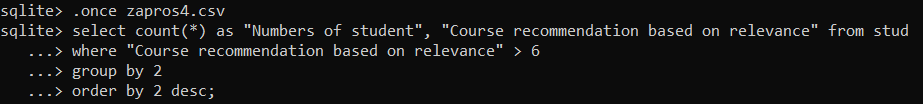 sqlite> .once zapros4.csv
sqlite> select count(*) as "Numbers of student", "Course recommendation based on relevance" from stud
   ...> where "Course recommendation based on relevance" > 6
   ...> group by 2
   ...> order by 2 desc;